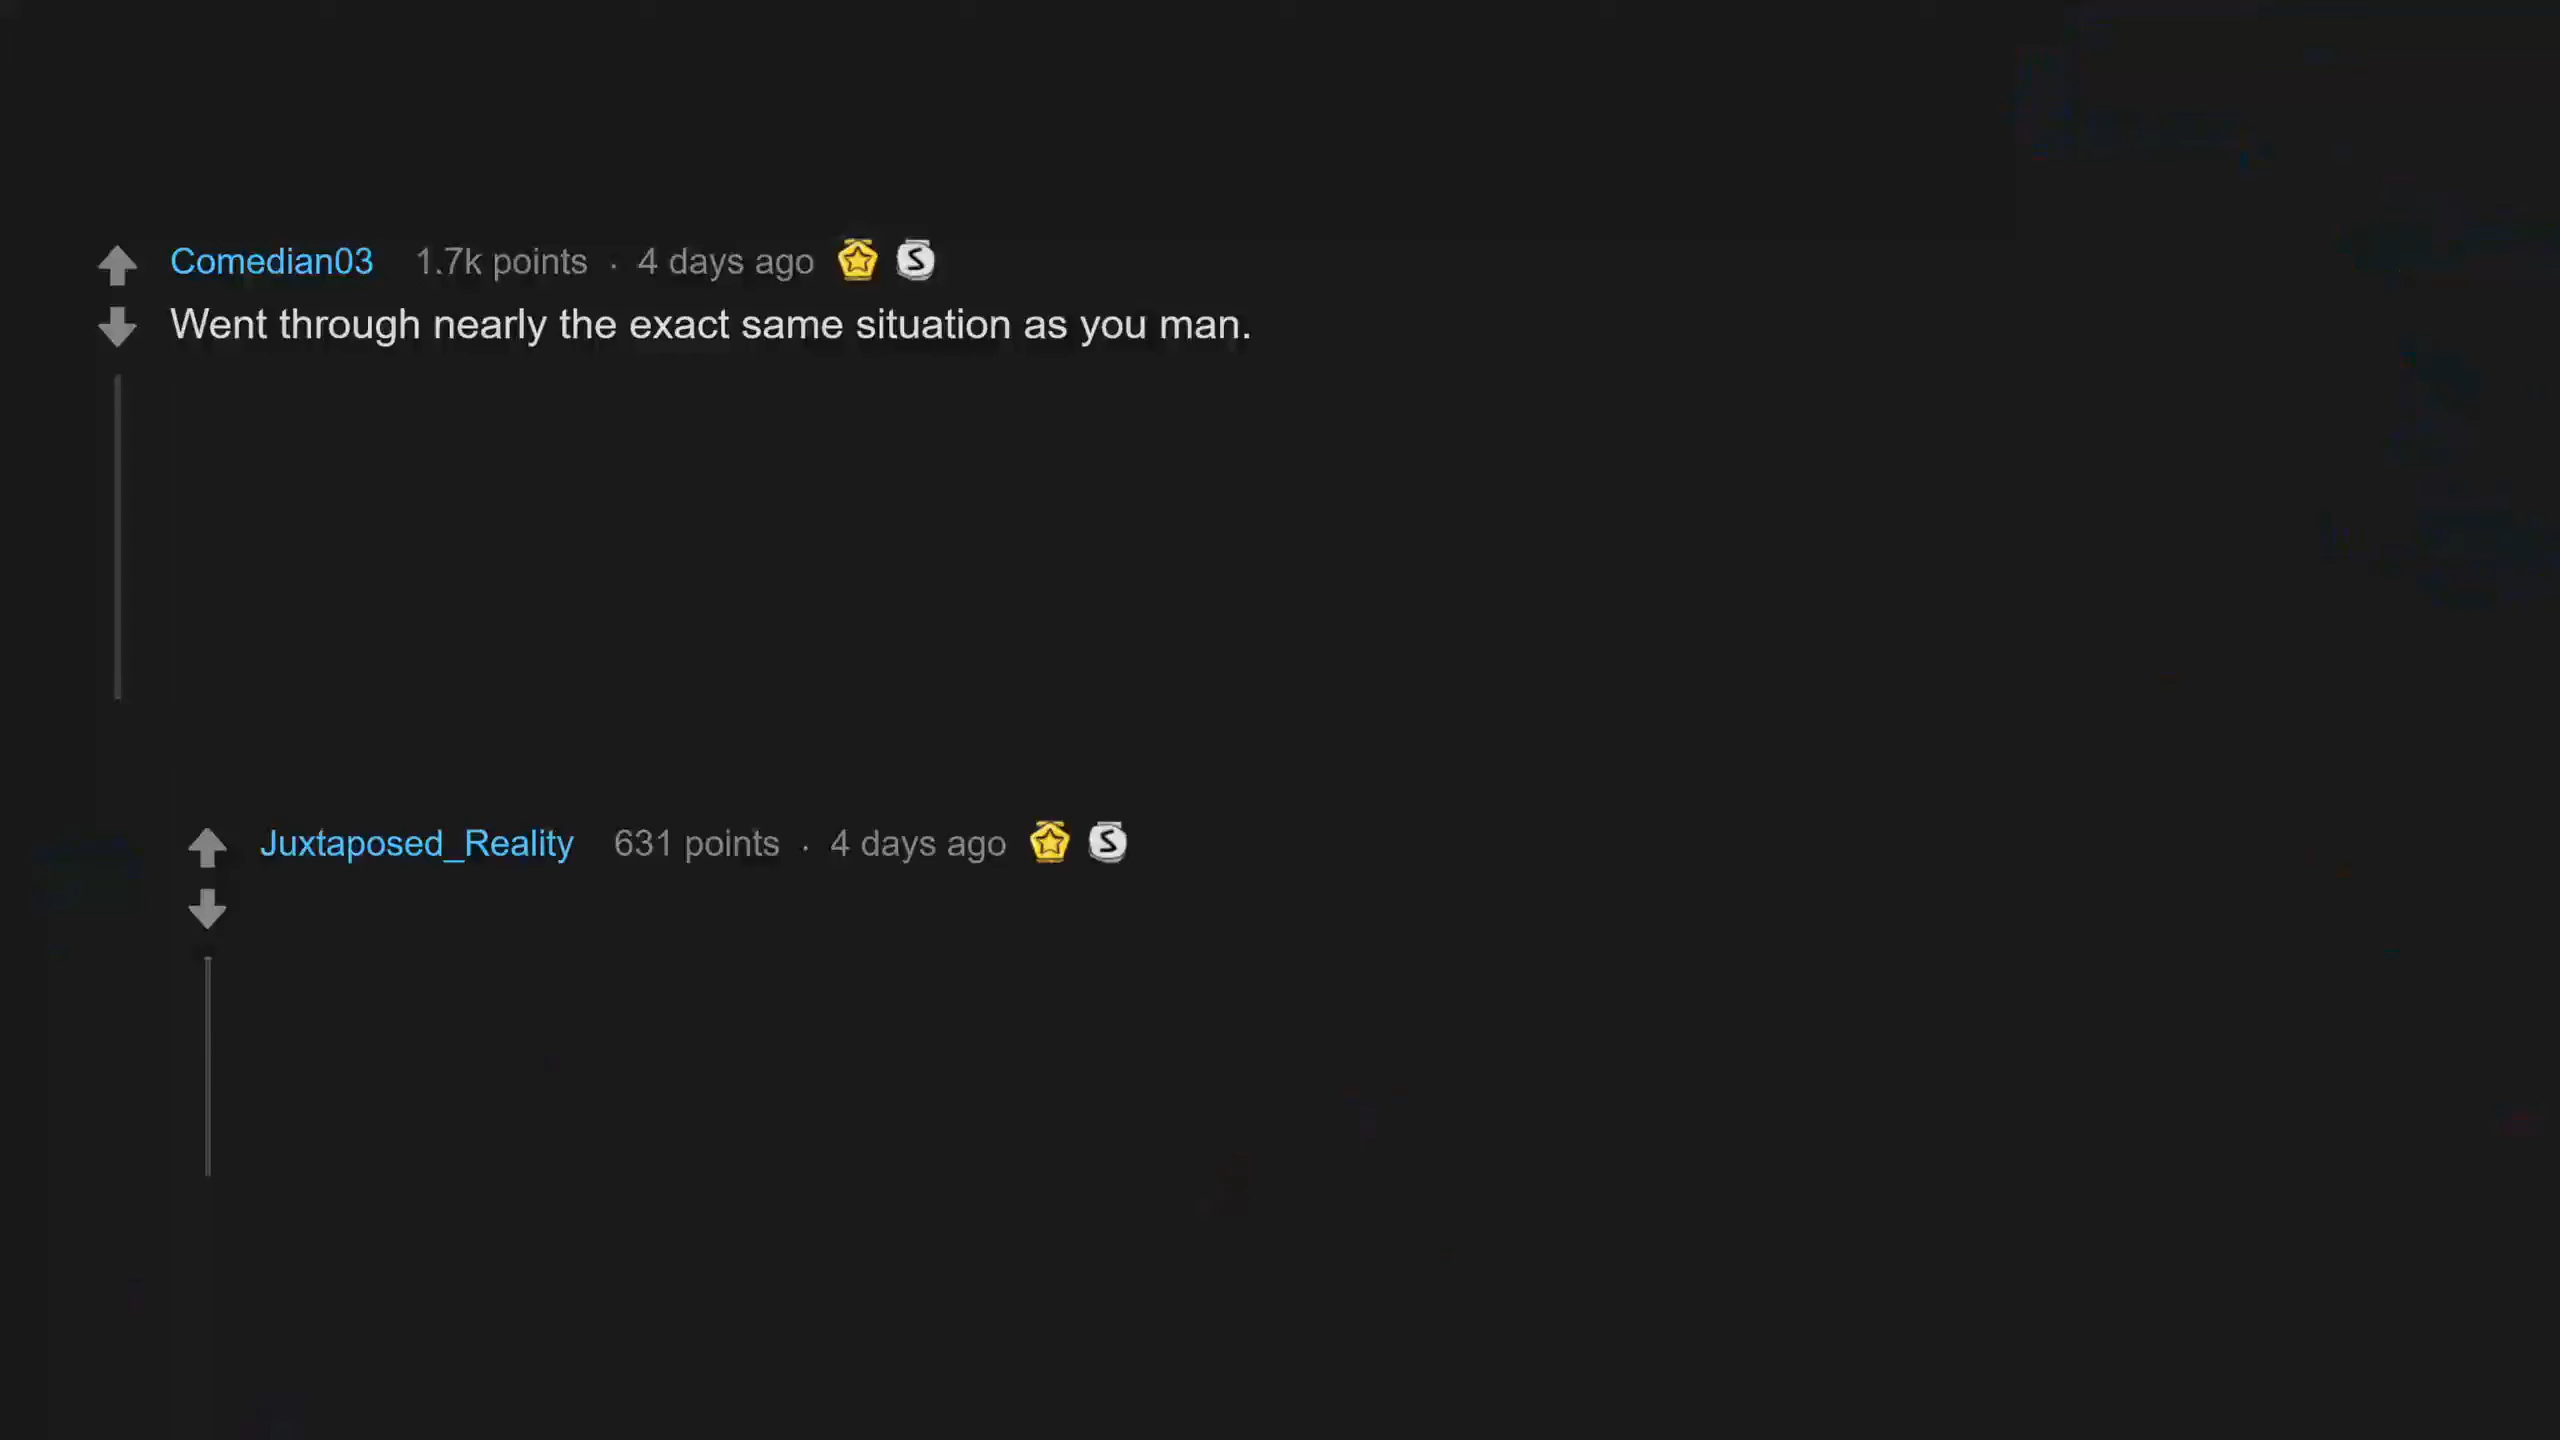 Comedian03 1.7k points · 4 days ago S
Went through nearly the exact same situation as you man.
Juxtaposed_Reality 631 points · 4 days ago S